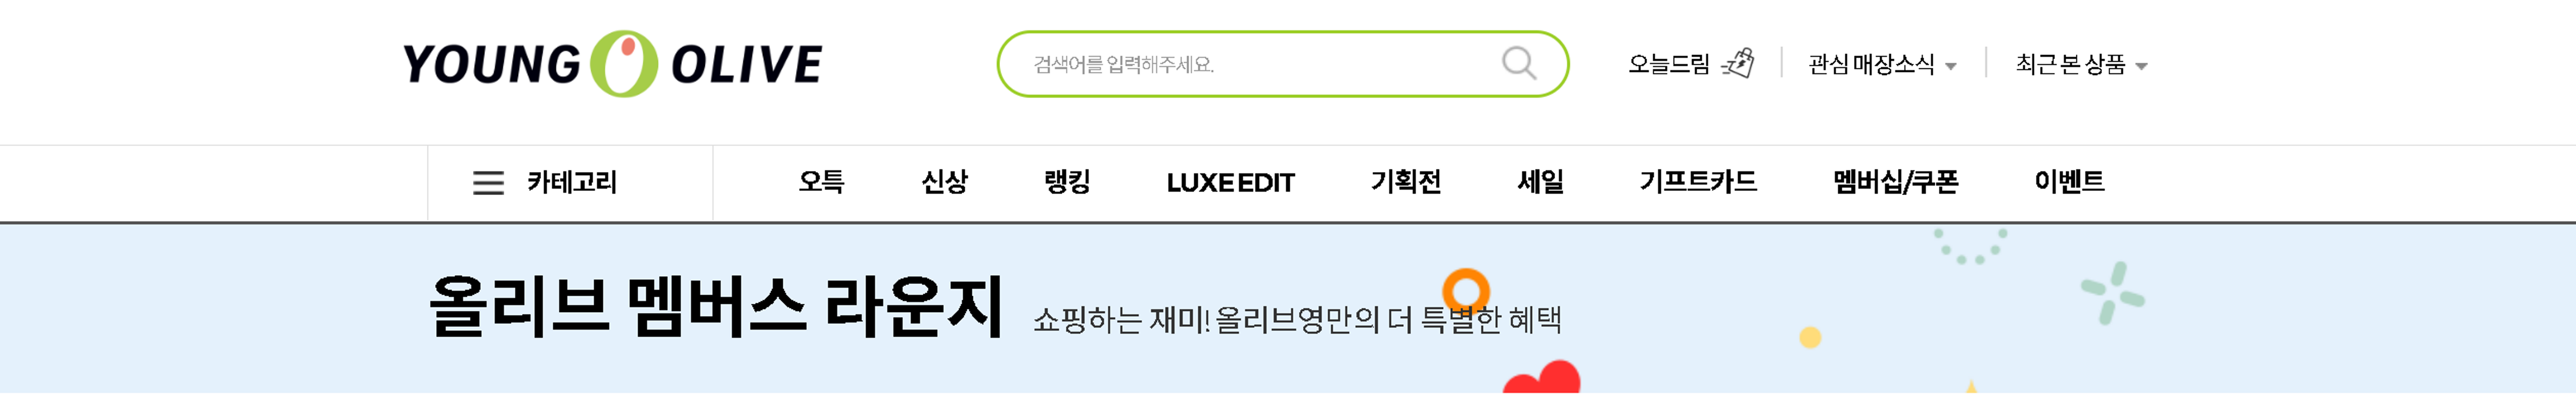 YOUNG OLIVE
검색어를 입력해주세요.
오늘드림 관심 매장소식 최근 본 상품
카테고리 오특 신상 랭킹 LUXE EDIT 기획전 세일 기프트카드 멤버십/쿠폰 이벤트
올리브 멤버스 라운지 쇼핑하는 재미! 올리브영만의 더 특별한 혜택